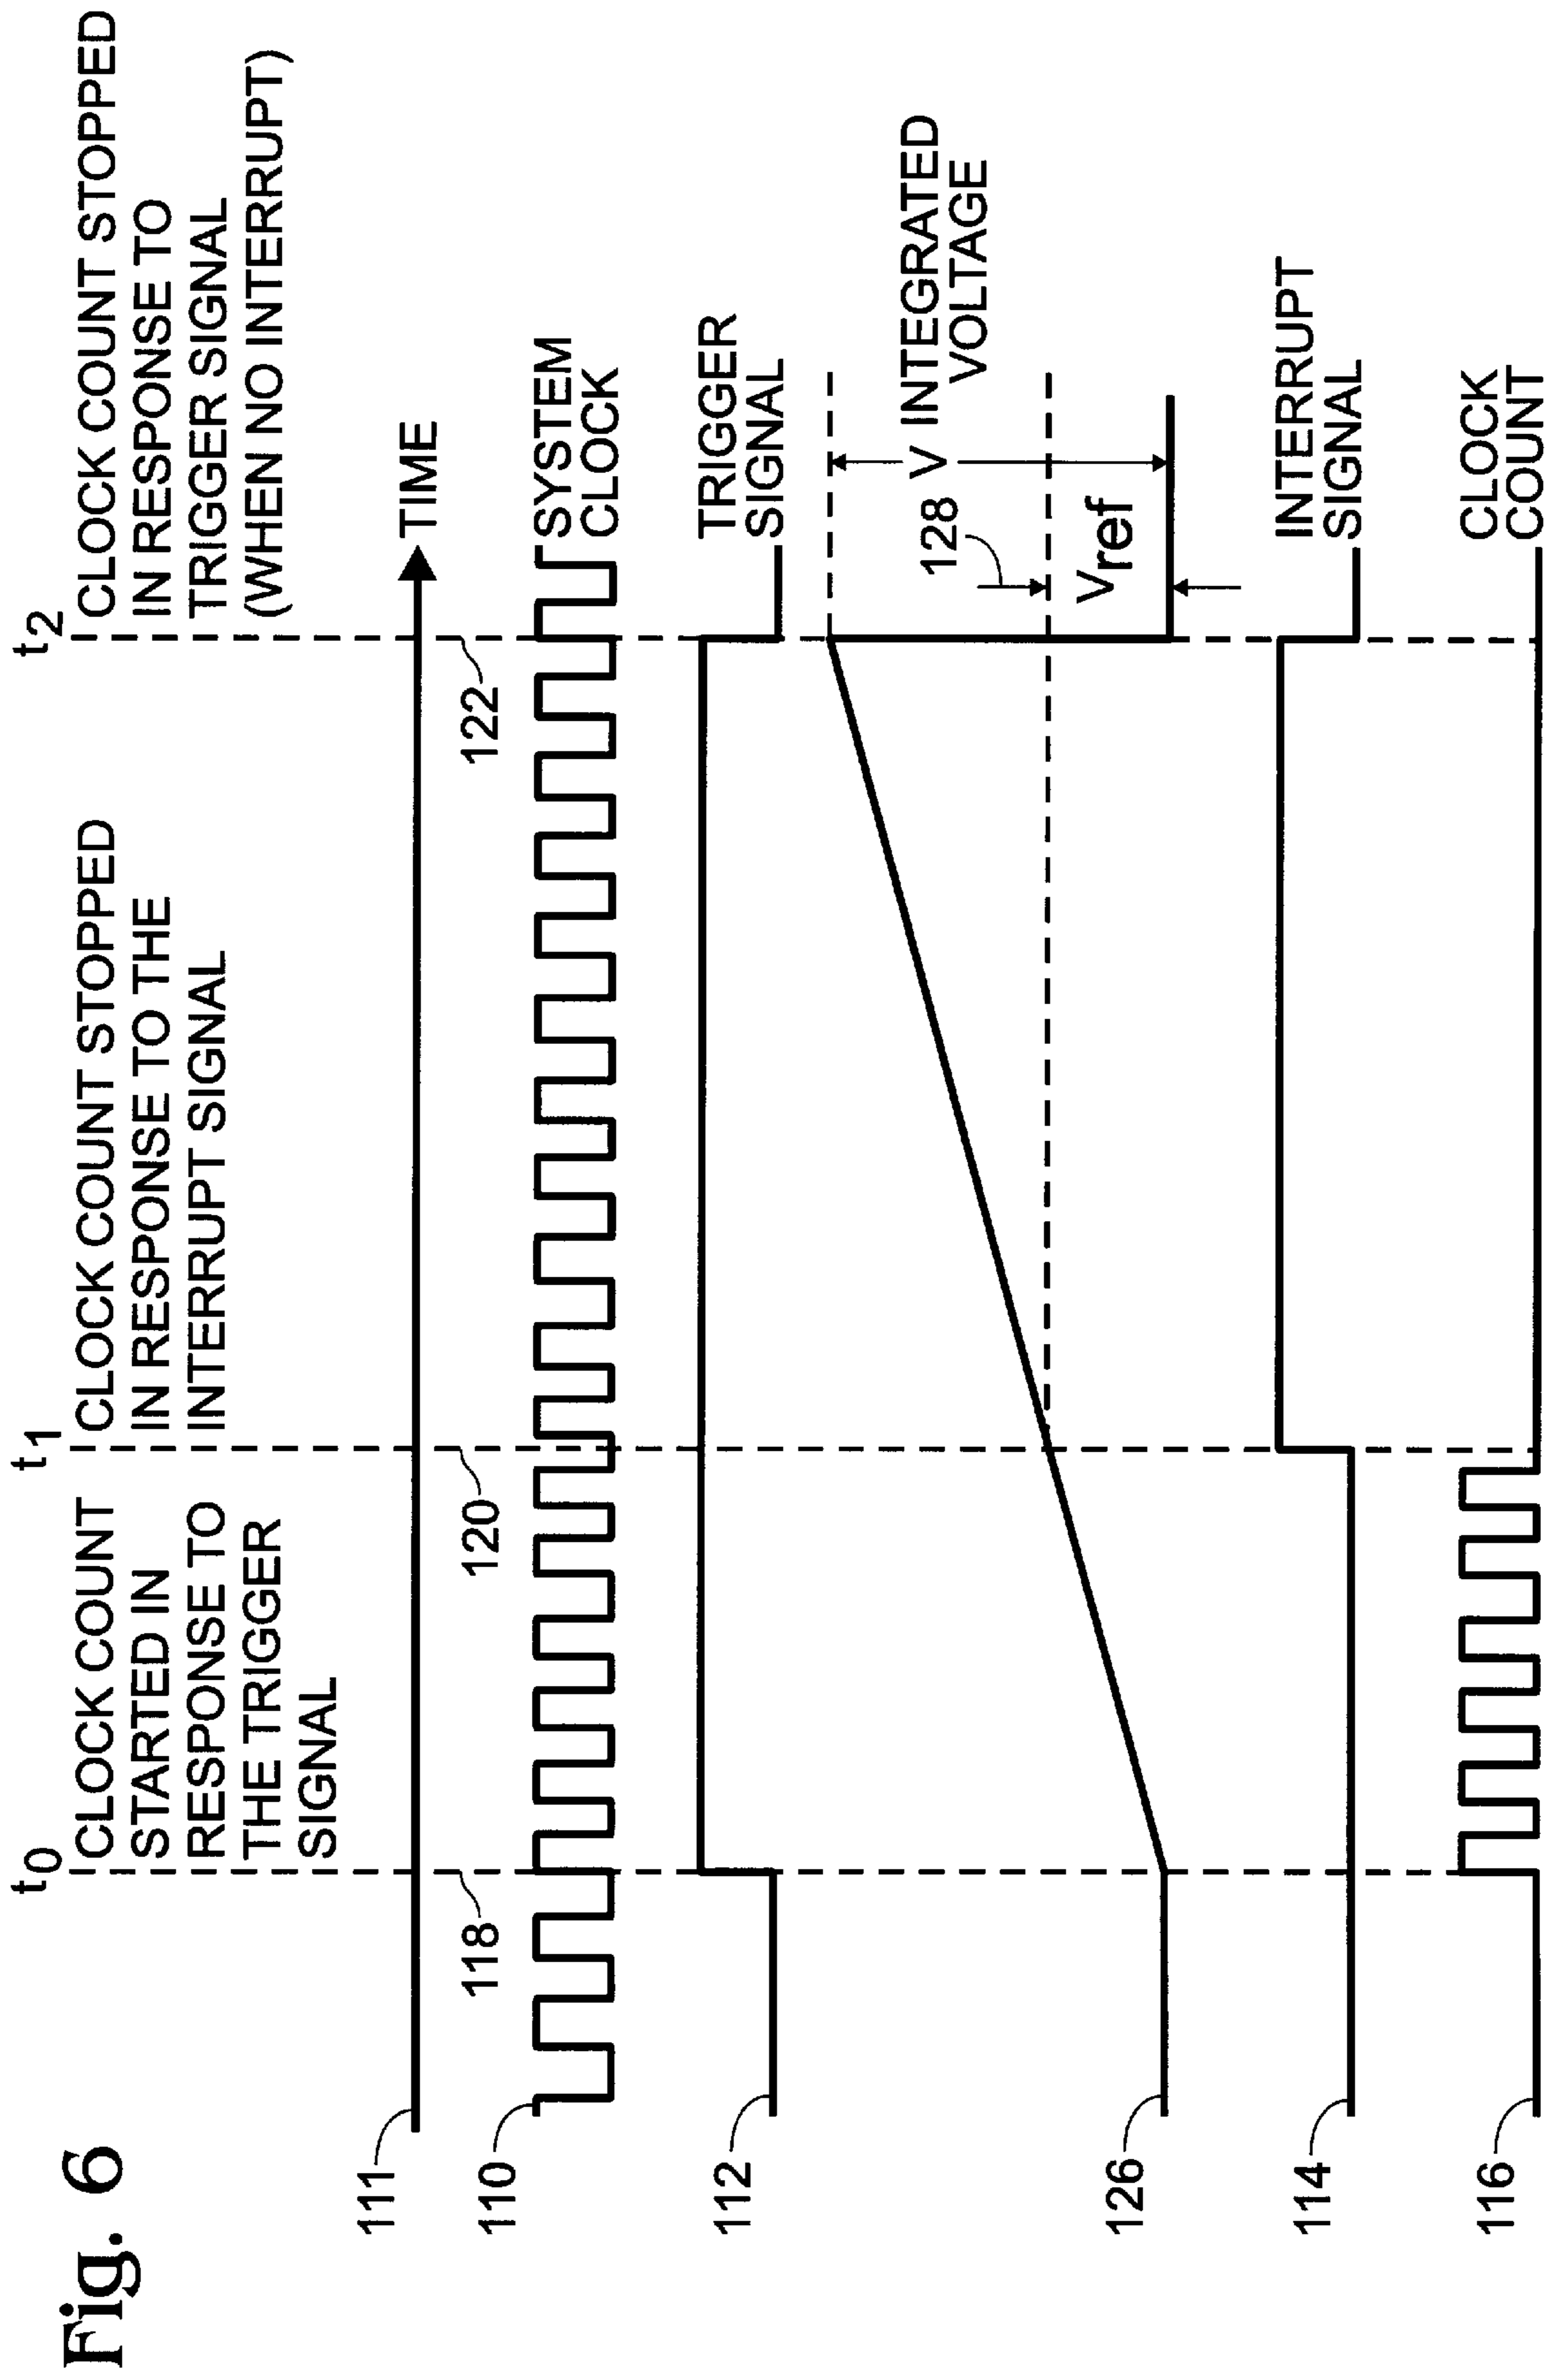 Fig. 6
t0
CLOCK COUNT
STARTED IN
RESPONSE TO
THE TRIGGER
SIGNAL
t1
CLOCK COUNT STOPPED
IN RESPONSE TO THE
INTERRUPT SIGNAL
t2
CLOCK COUNT STOPPED
IN RESPONSE TO
TRIGGER SIGNAL
(WHEN NO INTERRUPT)
111
TIME
118
120
122
110
SYSTEM
CLOCK
112
TRIGGER
SIGNAL
126
128
Vref
V INTEGRATED
VOLTAGE
114
INTERRUPT
SIGNAL
116
CLOCK
COUNT